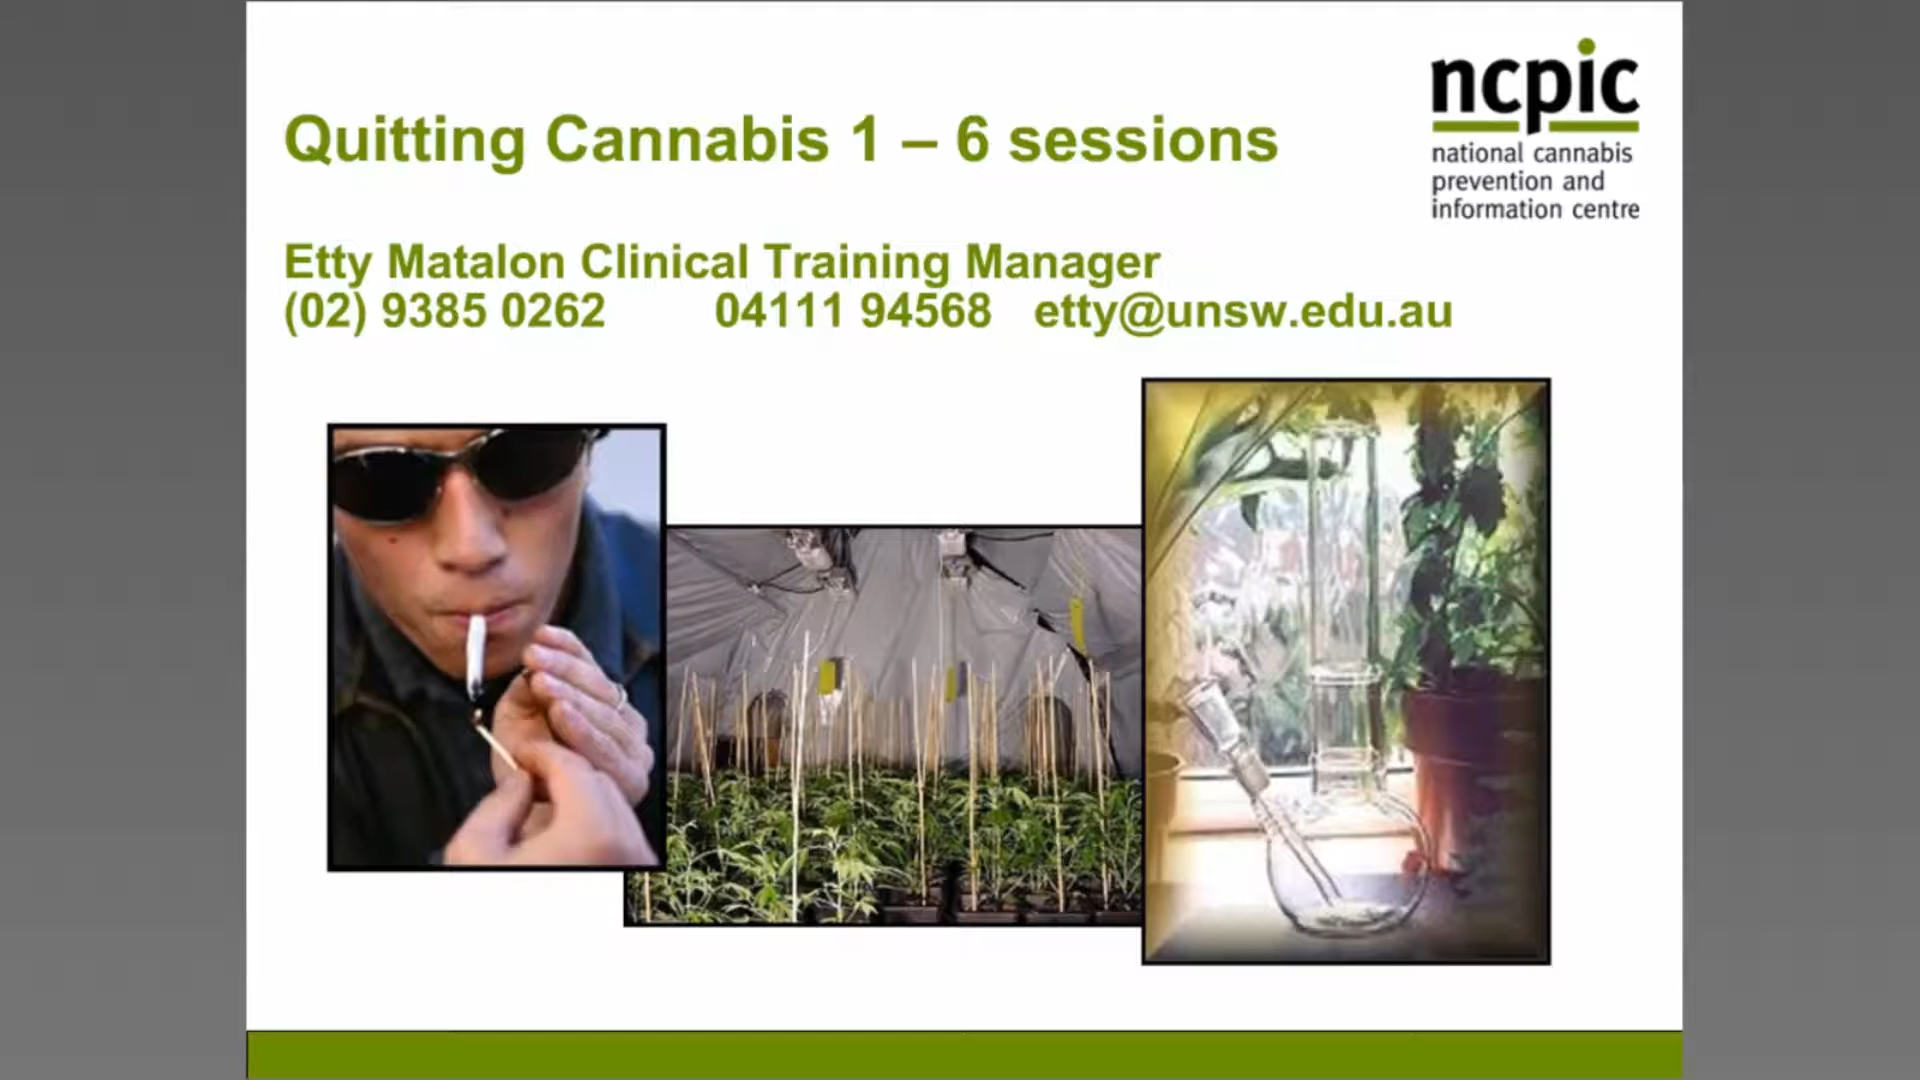 Quitting Cannabis 1 – 6 sessions
ncpic
national cannabis
prevention and
information centre
Etty Matalon Clinical Training Manager
(02) 9385 0262 04111 94568 etty@unsw.edu.au